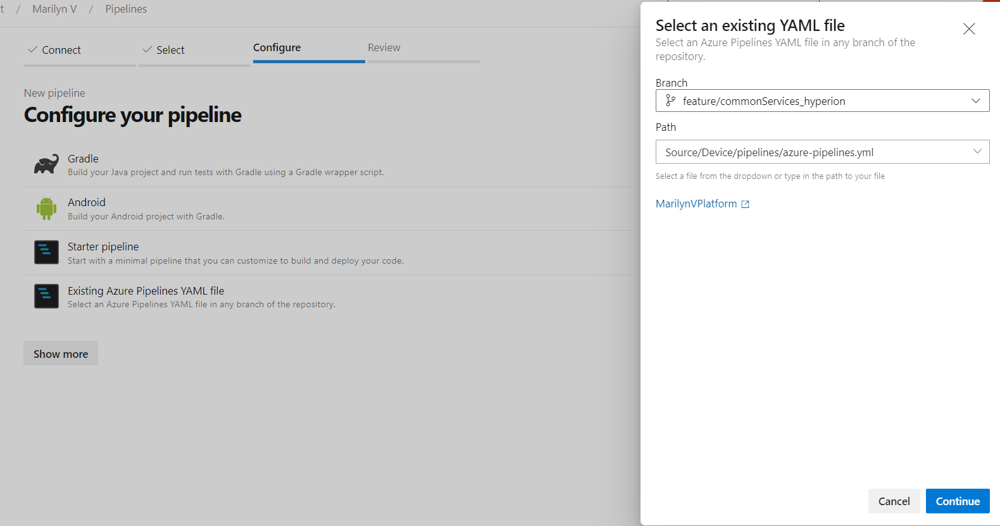 t / Marilyn V / Pipelines
Connect
Select
Configure
Review
New pipeline
Configure your pipeline
Gradle
Build your Java project and run tests with Gradle using a Gradle wrapper script.
Android
Build your Android project with Gradle.
Starter pipeline
Start with a minimal pipeline that you can customize to build and deploy your code.
Existing Azure Pipelines YAML file
Select an Azure Pipelines YAML file in any branch of the repository.
Show more
Select an existing YAML file
Select an Azure Pipelines YAML file in any branch of the
repository.
Branch
feature/commonServices_hyperion
Path
Source/Device/pipelines/azure-pipelines.yml
Select a file from the dropdown or type in the path to your file
MarilynVPlatform
Cancel
Continue